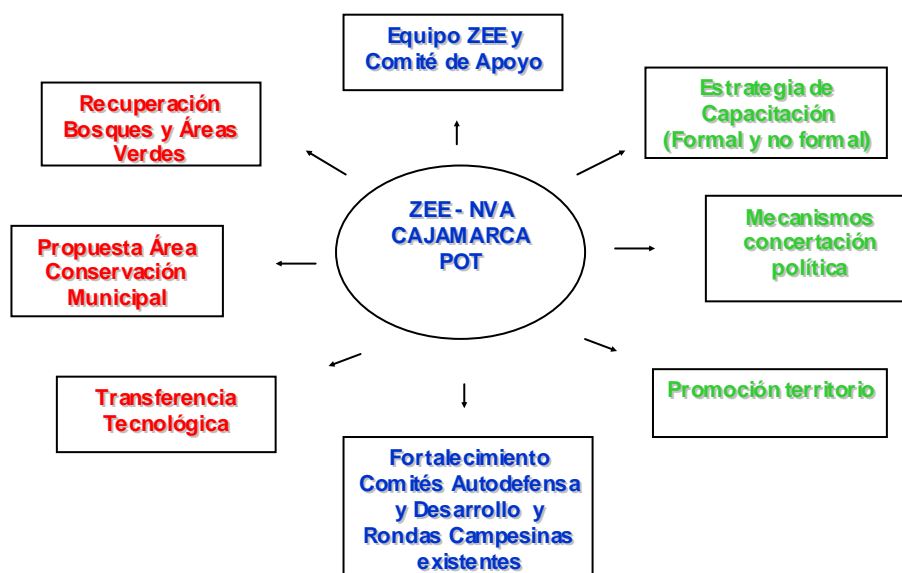 Equipo ZEE y
Comité de Apoyo
Recuperación
Bosques y Áreas
Verdes
Estrategia de
Capacitación
(Formal y no formal)
ZEE - NVA
CAJAMARCA
POT
Propuesta Área
Conservación
Municipal
Mecanismos
concertación
política
Transferencia
Tecnológica
Promoción territorio
Fortalecimiento
Comités Autodefensa
y Desarrollo y
Rondas Campesinas
existentes